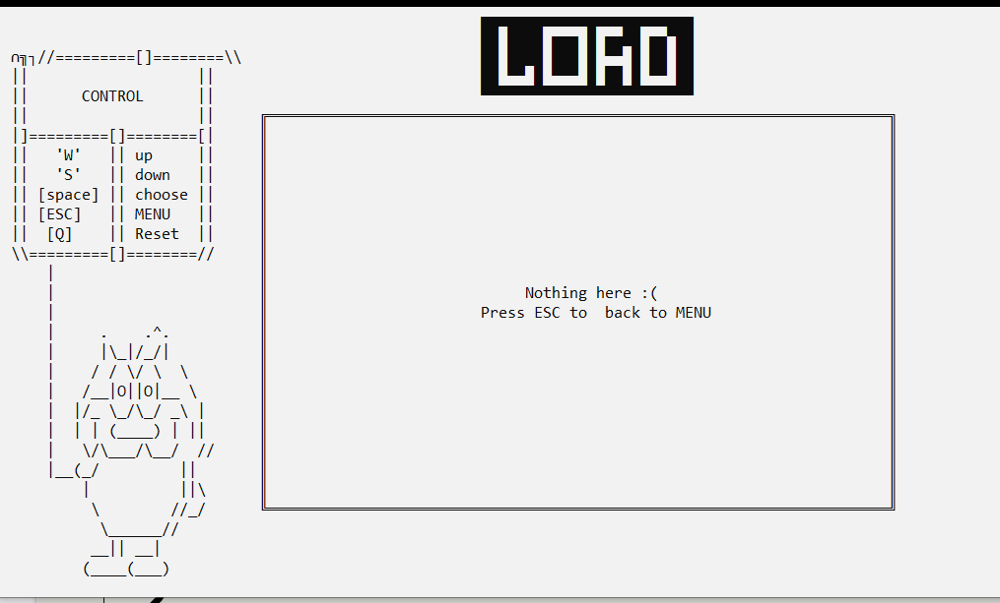 LOAD
CONTROL
'W' up
'S' down
[space] choose
[ESC] MENU
[Q] Reset
Nothing here :(
Press ESC to  back to MENU